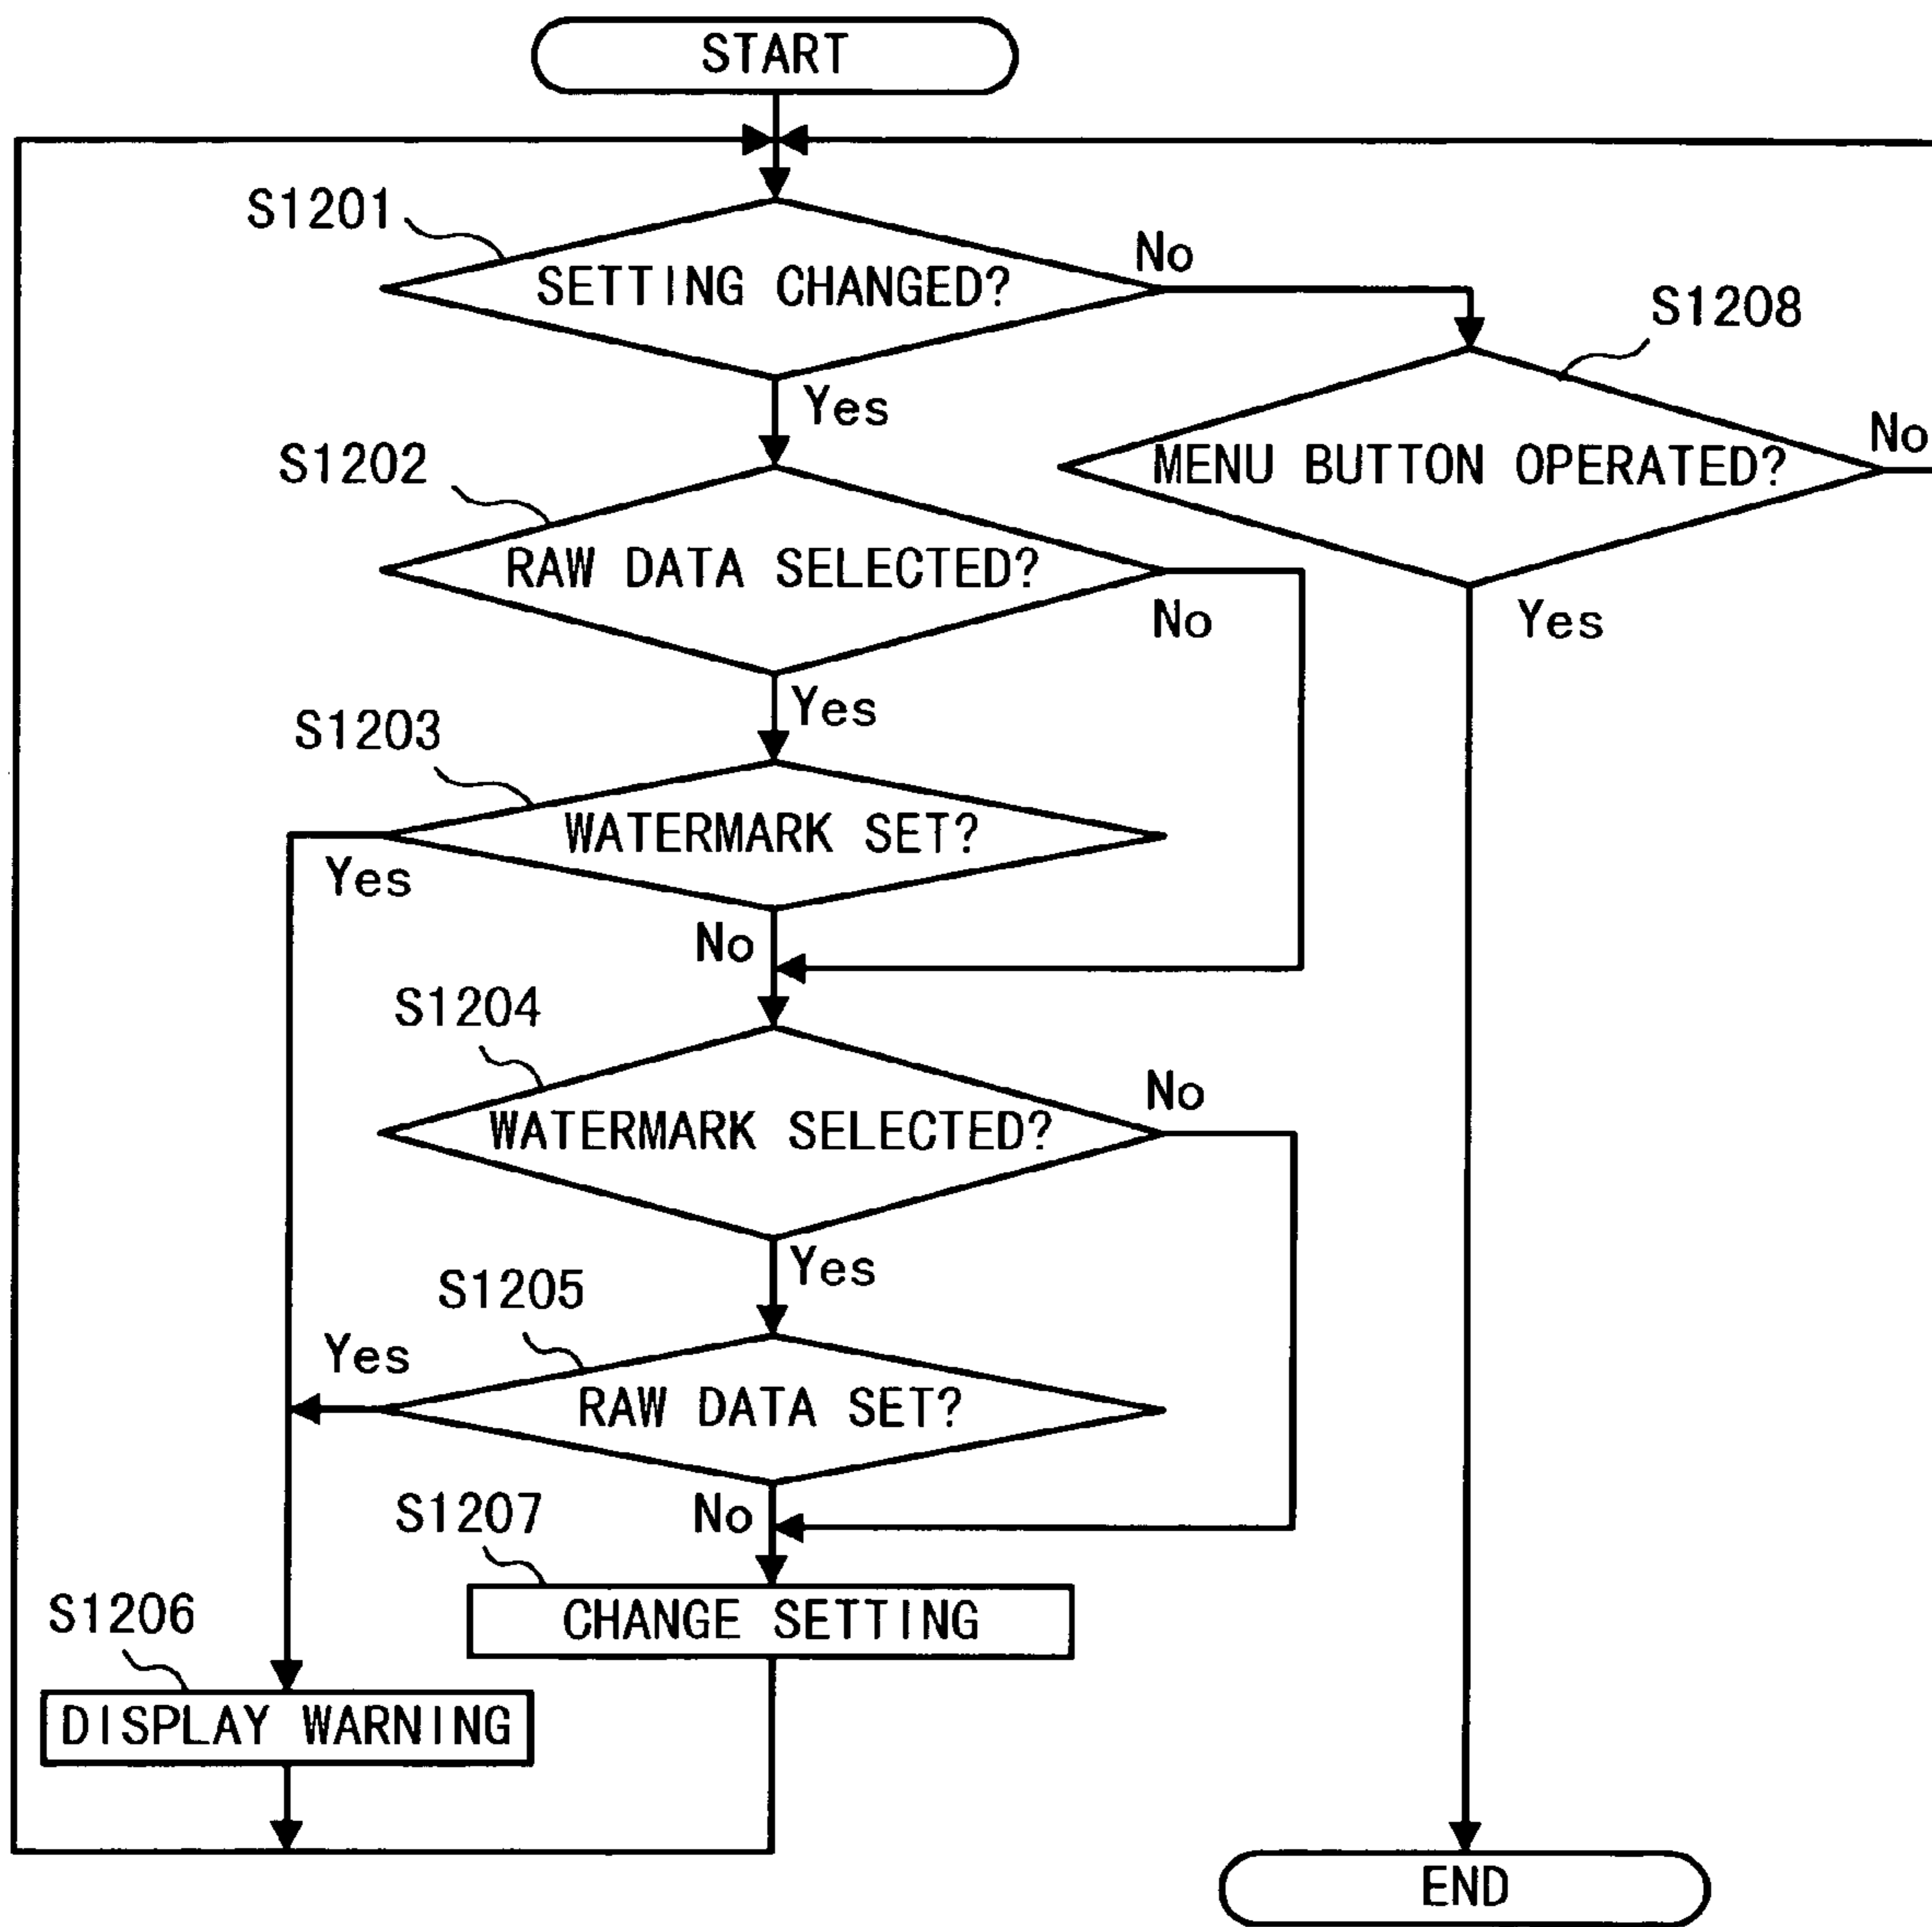 START
S1201
SETTING CHANGED?
No
S1208
Yes
MENU BUTTON OPERATED?
No
S1202
RAW DATA SELECTED?
No
Yes
Yes
S1203
WATERMARK SET?
Yes
No
S1204
No
WATERMARK SELECTED?
Yes
S1205
Yes
RAW DATA SET?
S1207
No
CHANGE SETTING
S1206
DISPLAY WARNING
END